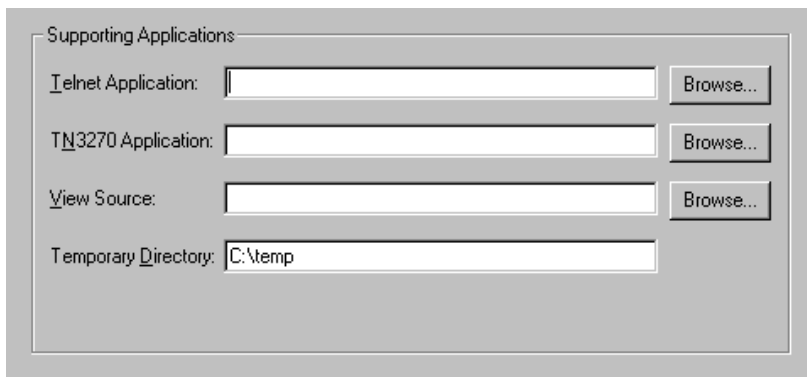 Supporting Applications
Telnet Application: Browse...
TN3270 Application: Browse...
View Source: Browse...
Temporary Directory: C:\temp